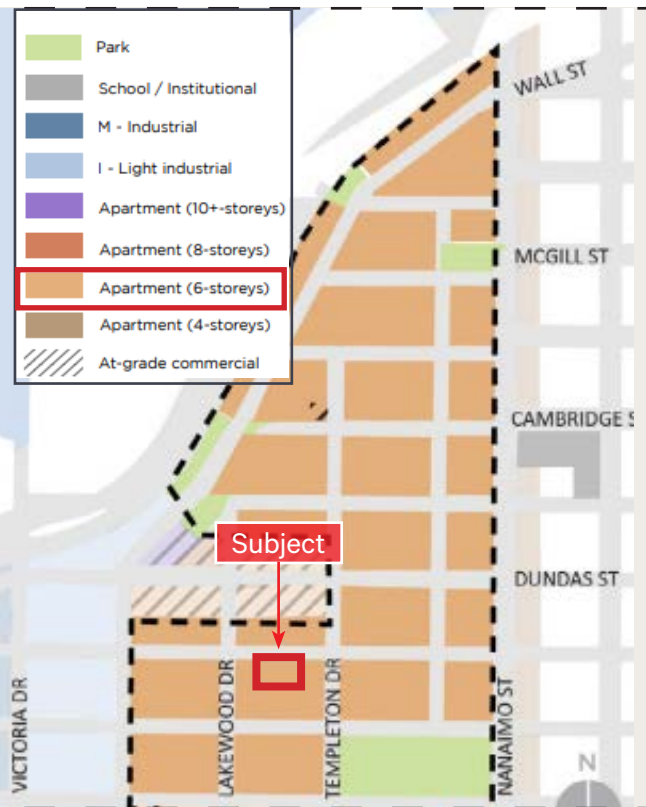 Park
School / Institutional
M - Industrial
I - Light industrial
Apartment (10+-storeys)
Apartment (8-storeys)
Apartment (6-storeys)
Apartment (4-storeys)
At-grade commercial
WALL ST
MCGILL ST
CAMBRIDGE S
Subject
DUNDAS ST
VICTORIA DR
LAKEWOOD DR
TEMPLETON DR
NANAIMO ST
N